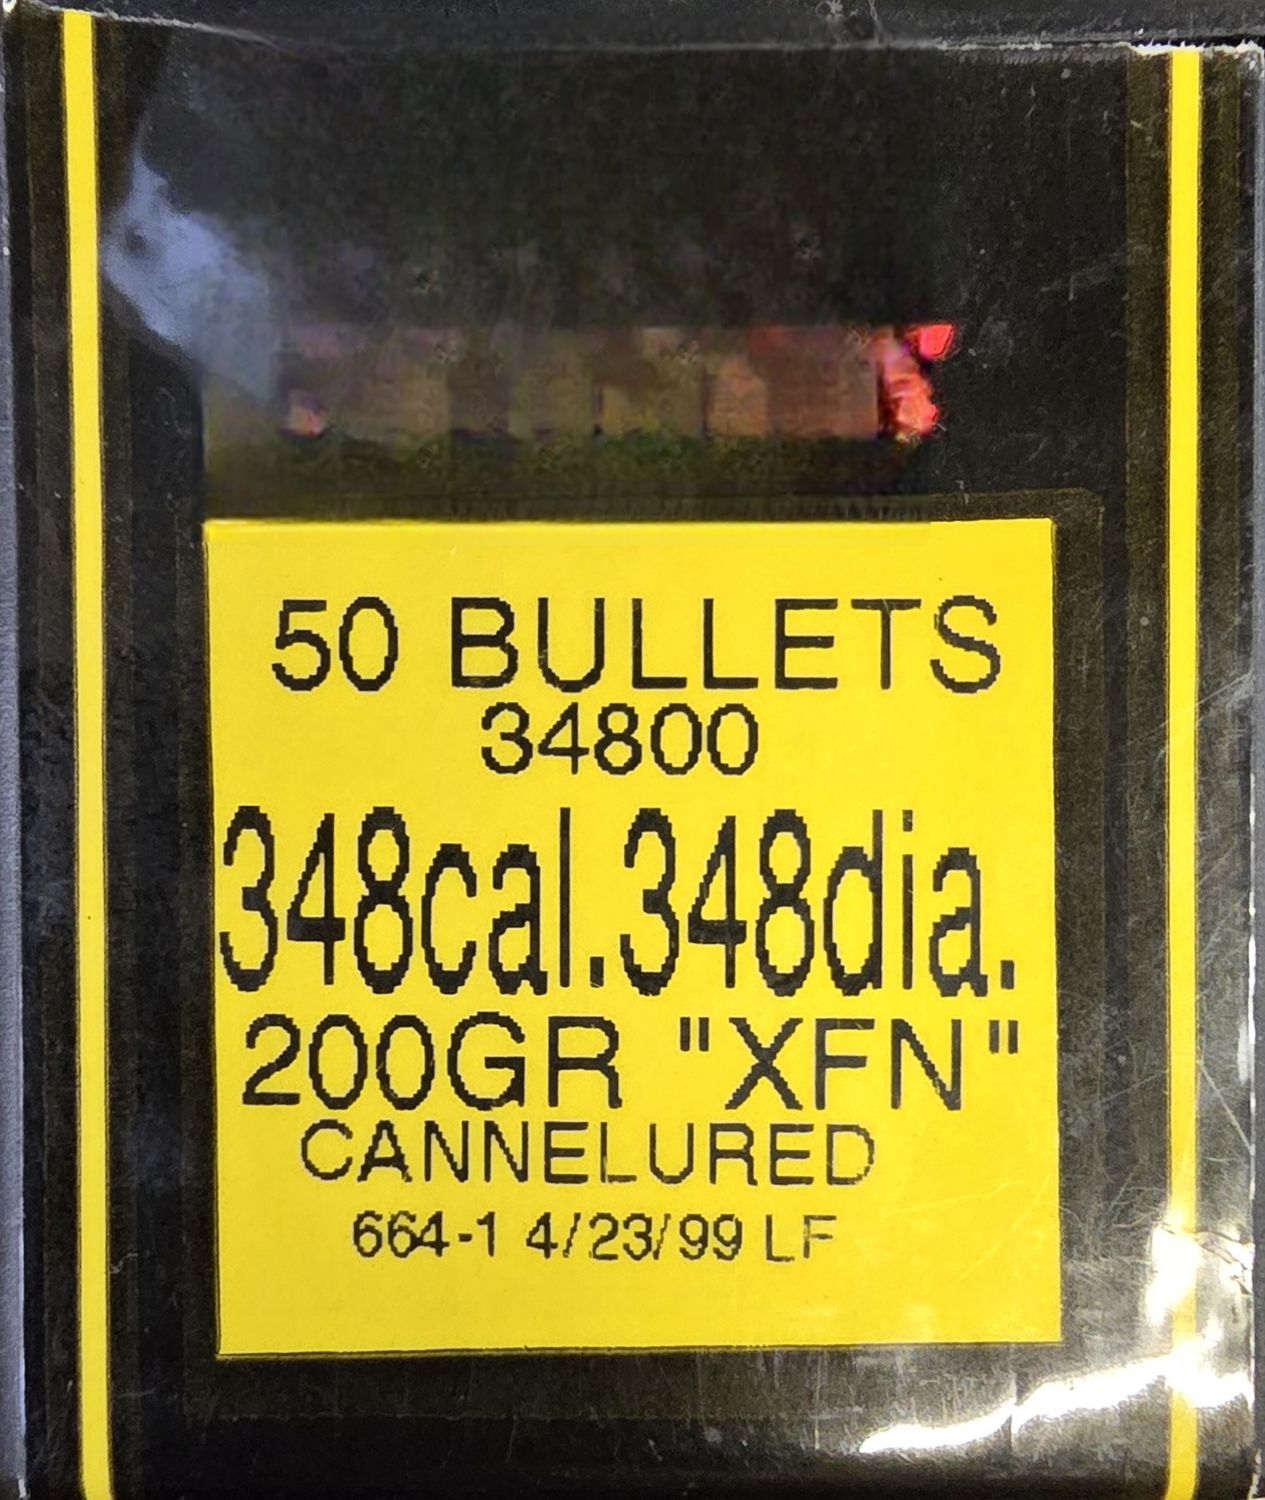 50 BULLETS
34800
348cal.348dia.
200GR "XFN"
CANNELURED
664-1 4/23/99 LF